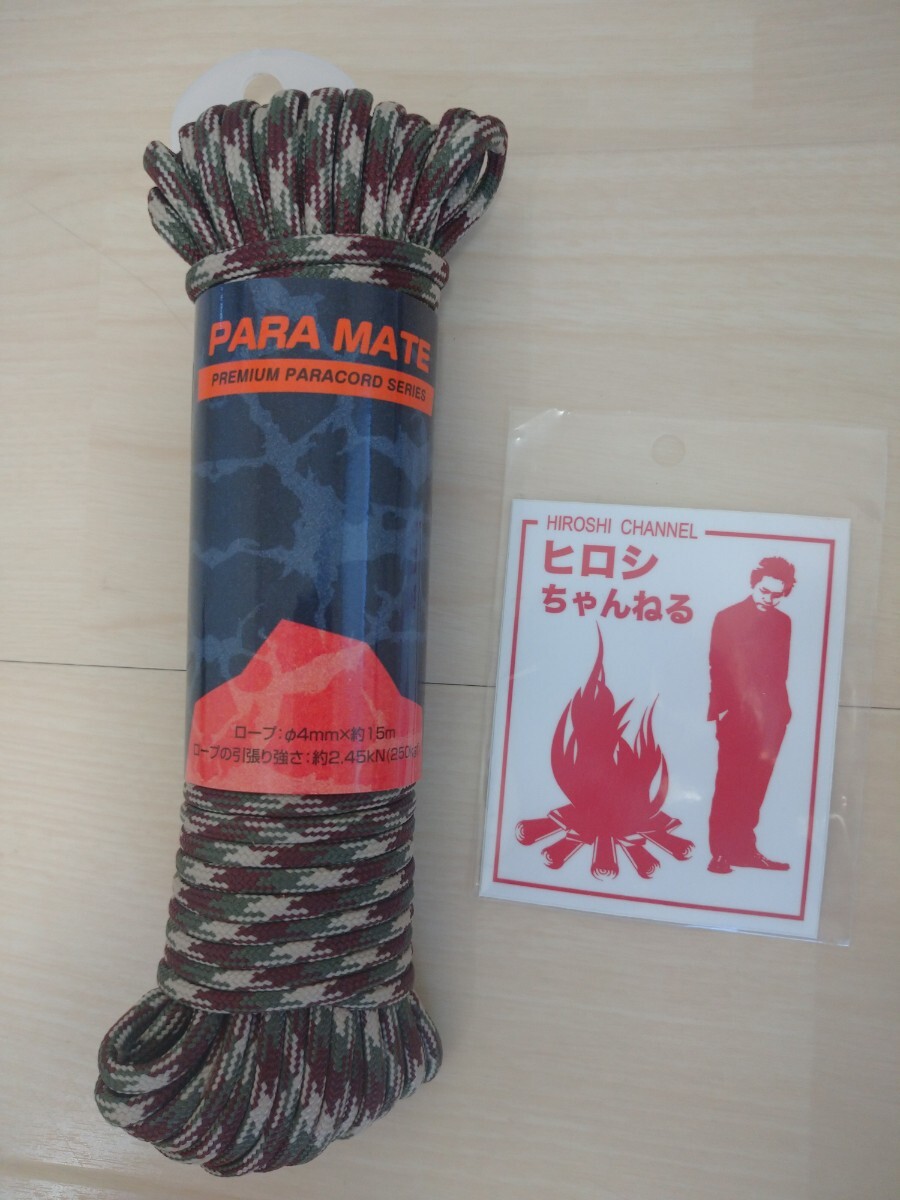 PARA MATE
PREMIUM PARACORD SERIES
ロープ:φ4mm×約15m
ロープの引張り強さ:約2.45kN(250kgf)
HIROSHI CHANNEL
ヒロシ
ちゃんねる